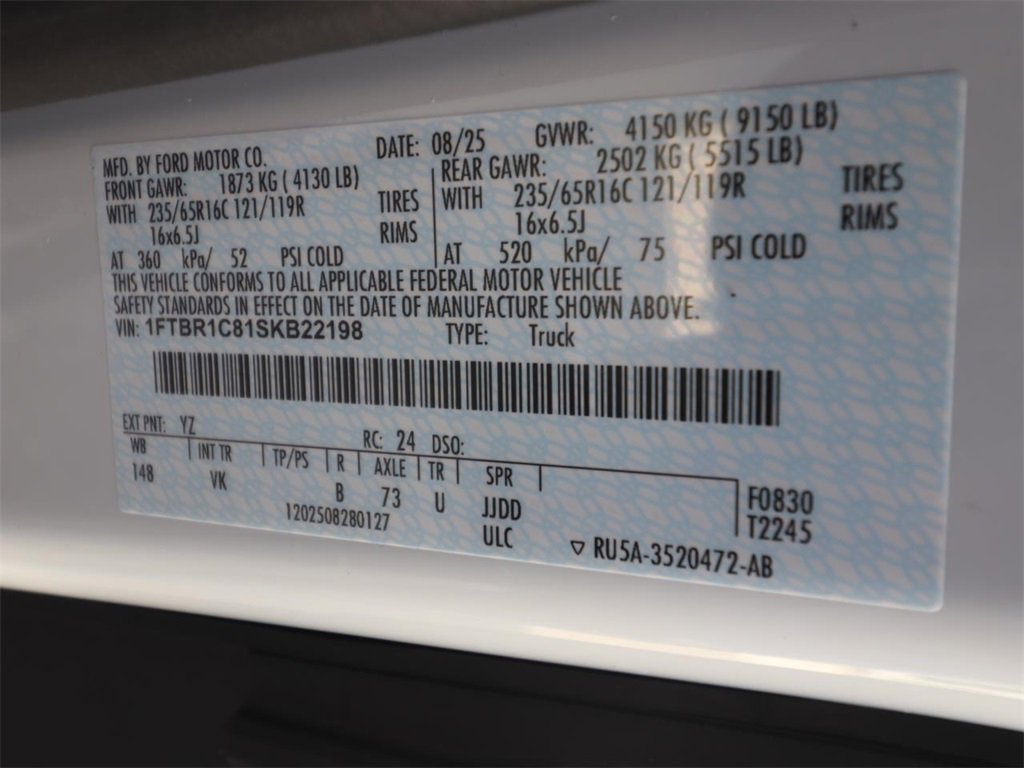 MFD. BY FORD MOTOR CO. DATE: 08/25 GVWR: 4150 KG ( 9150 LB)
FRONT GAWR: 1873 KG ( 4130 LB) REAR GAWR: 2502 KG ( 5515 LB)
WITH 235/65R16C 121/119R TIRES WITH 235/65R16C 121/119R TIRES
16x6.5J RIMS 16x6.5J RIMS
AT 360 kPa/ 52 PSI COLD AT 520 kPa/ 75 PSI COLD
THIS VEHICLE CONFORMS TO ALL APPLICABLE FEDERAL MOTOR VEHICLE
SAFETY STANDARDS IN EFFECT ON THE DATE OF MANUFACTURE SHOWN ABOVE.
VIN: 1FTBR1C81SKB22198 TYPE: Truck
EXT PNT: YZ RC: 24 DSO:
WB INT TR TP/PS R AXLE TR SPR
148 VK B 73 U JJDD F0830
1202508280127 ULC T2245
▽ RU5A-3520472-AB